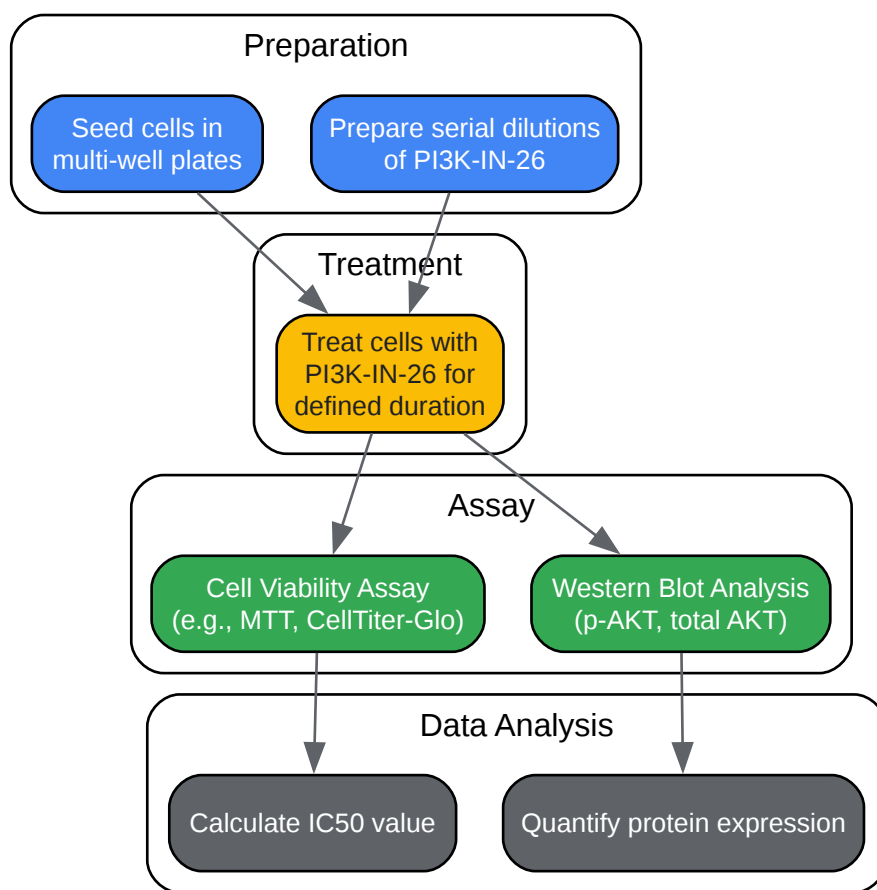 Preparation
Seed cells in
multi-well plates
Prepare serial dilutions
of PI3K-IN-26
Treatment
Treat cells with
PI3K-IN-26 for
defined duration
Assay
Cell Viability Assay
(e.g., MTT, CellTiter-Glo)
Western Blot Analysis
(p-AKT, total AKT)
Data Analysis
Calculate IC50 value
Quantify protein expression